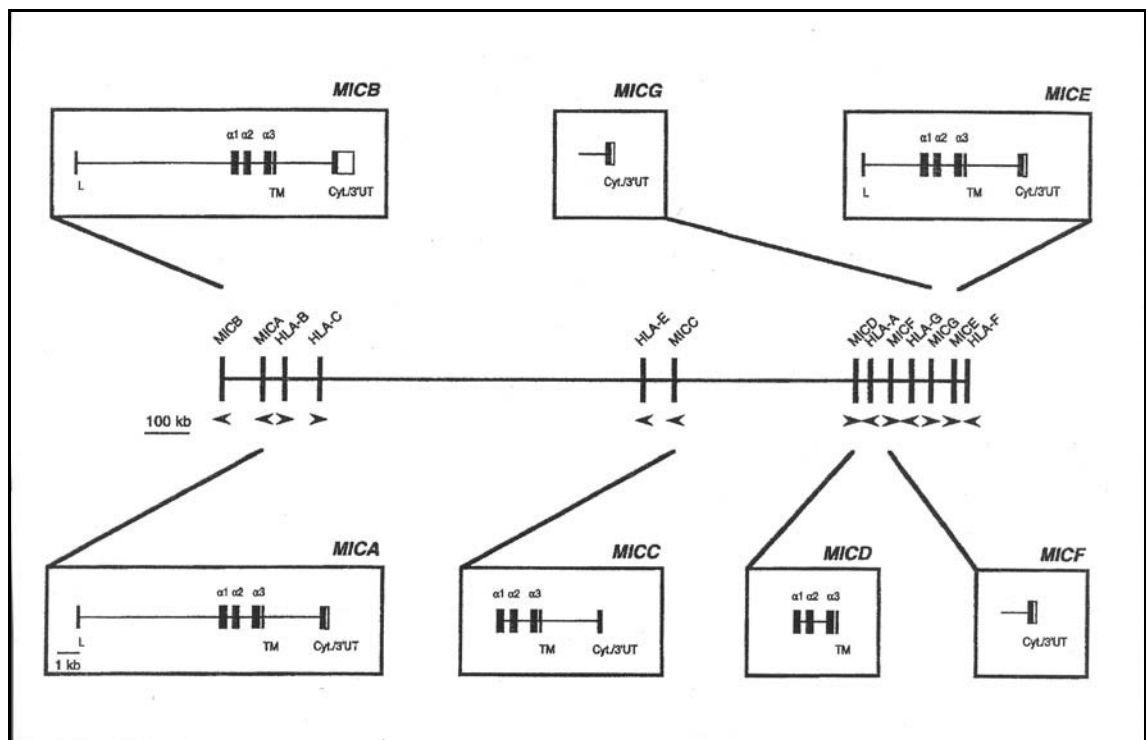 MICB
α1 α2 α3
L
TM
Cyt./3'UT
MICG
Cyt./3'UT
MICE
α1 α2 α3
L
TM
Cyt./3'UT
MICB
MICA
HLA-B
HLA-C
HLA-E
MICC
MICD
HLA-A
MICF
HLA-G
MICG
MICE
HLA-F
100 kb
MICA
α1 α2 α3
L
TM
Cyt./3'UT
1 kb
MICC
α1 α2 α3
TM
Cyt./3'UT
MICD
α1 α2 α3
TM
MICF
Cyt./3'UT